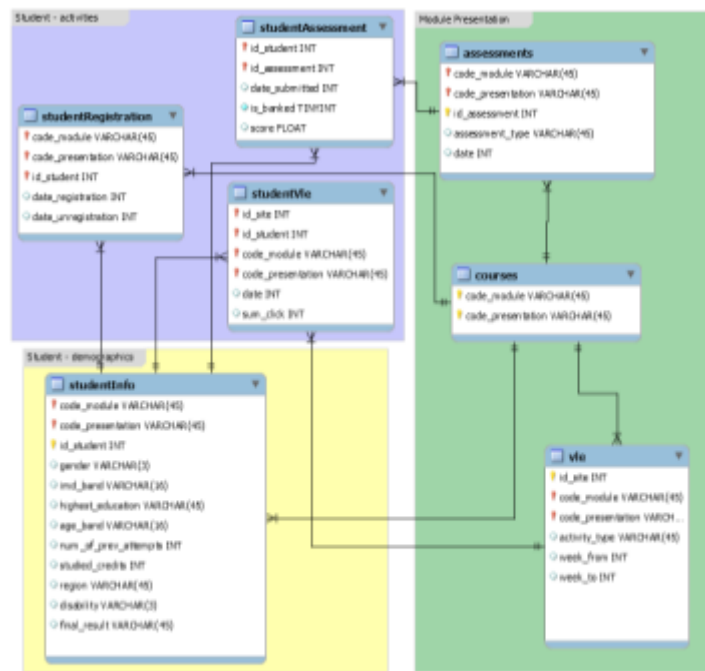 Student - activities
studentAssessment
id_student INT
id_assessment INT
date_submitted INT
is_banked TINYINT
score FLOAT
studentRegistration
code_module VARCHAR(45)
code_presentation VARCHAR(45)
id_student INT
date_registration INT
date_unregistration INT
studentVle
id_site INT
id_student INT
code_module VARCHAR(45)
code_presentation VARCHAR(45)
date INT
sum_click INT
Module Presentation
assessments
code_module VARCHAR(45)
code_presentation VARCHAR(45)
id_assessment INT
assessment_type VARCHAR(45)
date INT
courses
code_module VARCHAR(45)
code_presentation VARCHAR(45)
Student - demographics
studentInfo
code_module VARCHAR(45)
code_presentation VARCHAR(45)
id_student INT
gender VARCHAR(3)
imd_band VARCHAR(16)
highest_education VARCHAR(45)
age_band VARCHAR(16)
num_of_prev_attempts INT
studied_credits INT
region VARCHAR(45)
disability VARCHAR(3)
final_result VARCHAR(45)
vle
id_site INT
code_module VARCHAR(45)
code_presentation VARCH...
activity_type VARCHAR(45)
week_from INT
week_to INT